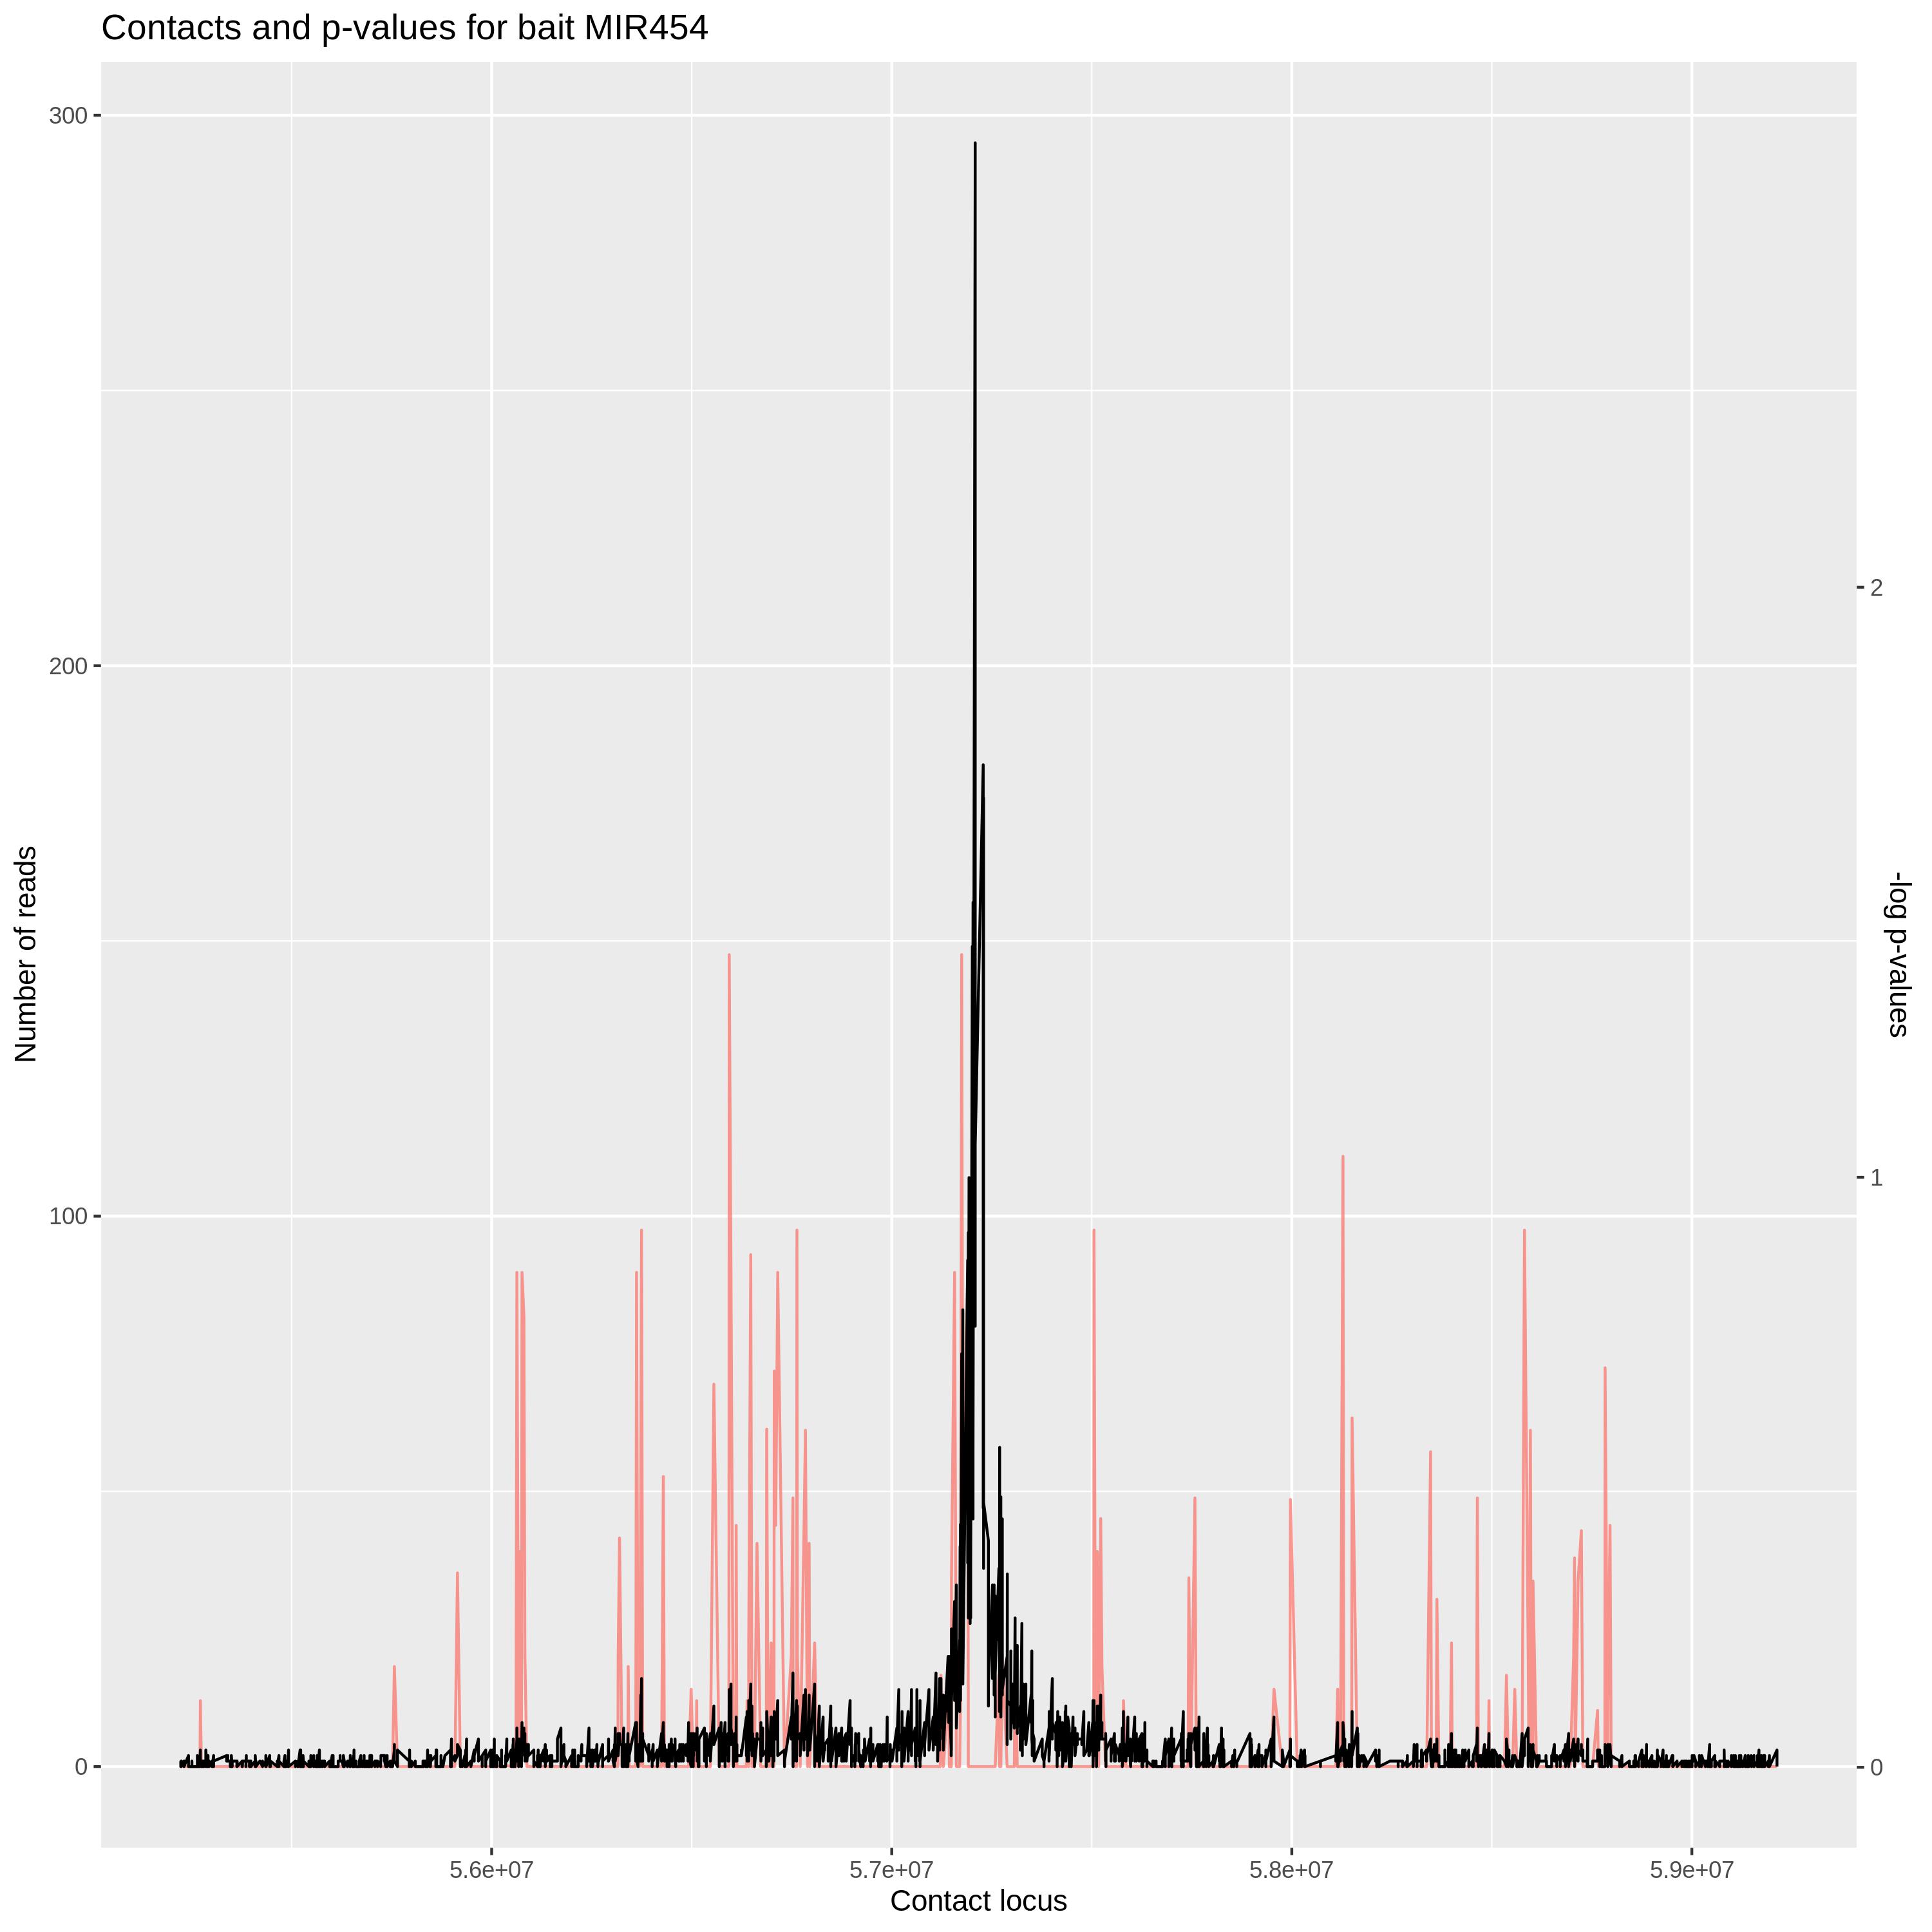 Contacts and p-values for bait MIR454
300
200
100
0
Number of reads
2
1
0
-log p-values
5.6e+07
5.7e+07
5.8e+07
5.9e+07
Contact locus